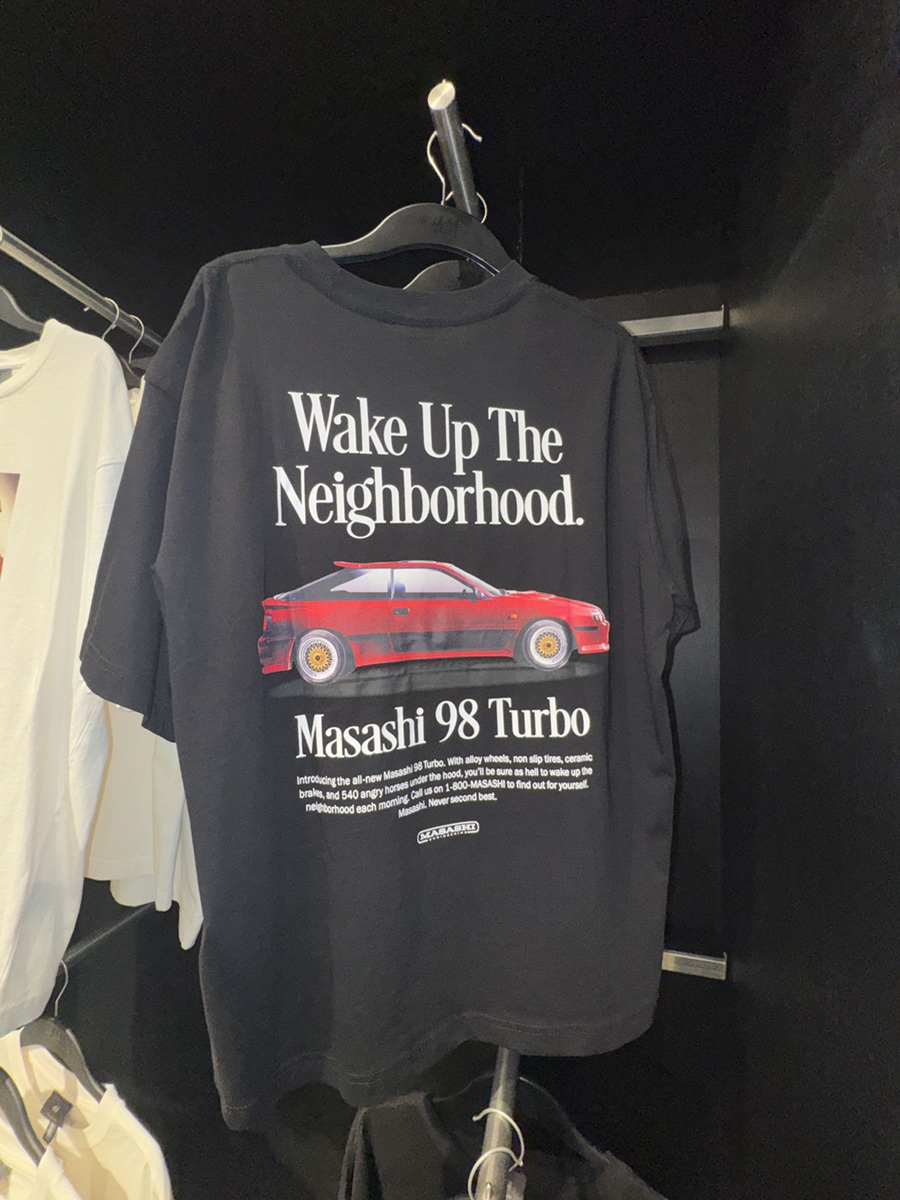 Wake Up The
Neighborhood.
Masashi 98 Turbo
Introducing the all-new Masashi 98 Turbo. With alloy wheels, non slip tires, ceramic
brakes, and 540 angry horses under the hood, you'll be sure as hell to wake up the
neighborhood each morning. Call us on 1-800-MASASHI to find out for yourself.
Masashi. Never second best.
MASASHI
ENGINEERING